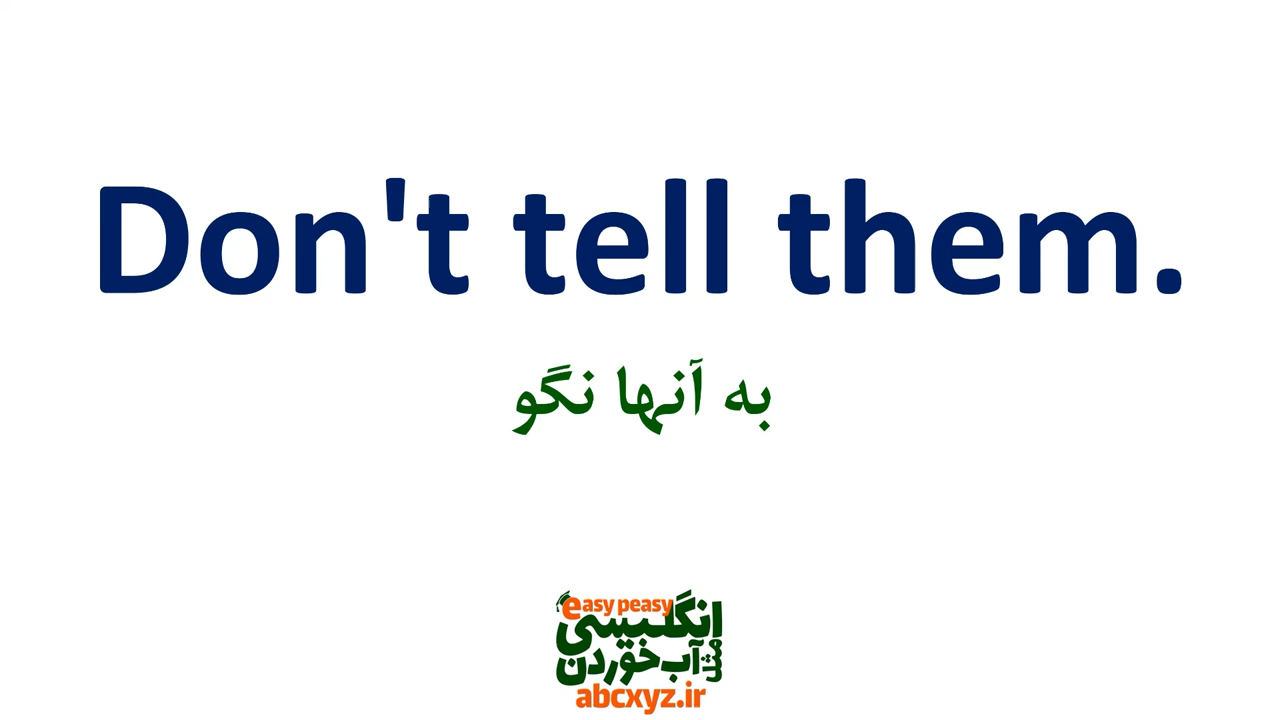 Don't tell them.
به آنها نگو
easy peasy
انگلیسی
مثل آب خوردن
abcxyz.ir